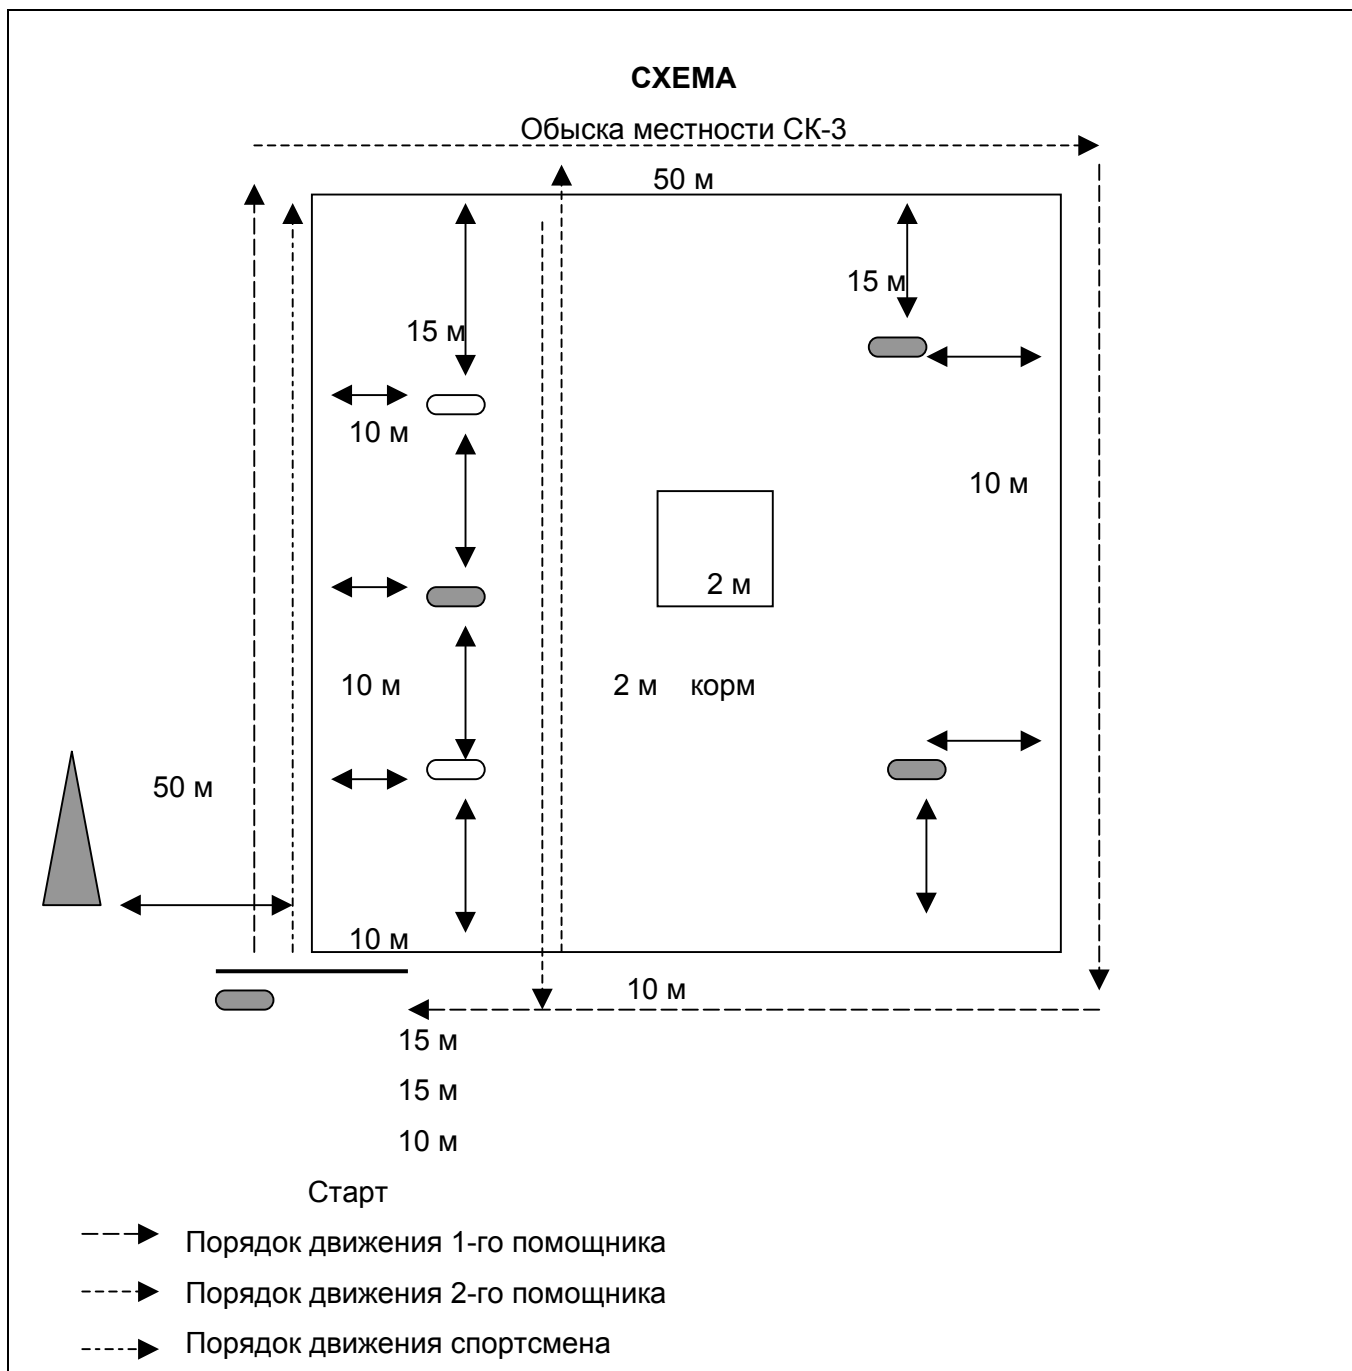 СХЕМА
Обыска местности СК-3
50 м
15 м
15 м
10 м
10 м
2 м
10 м
2 м корм
50 м
10 м
10 м
15 м
15 м
10 м
Старт
Порядок движения 1-го помощника
Порядок движения 2-го помощника
Порядок движения спортсмена